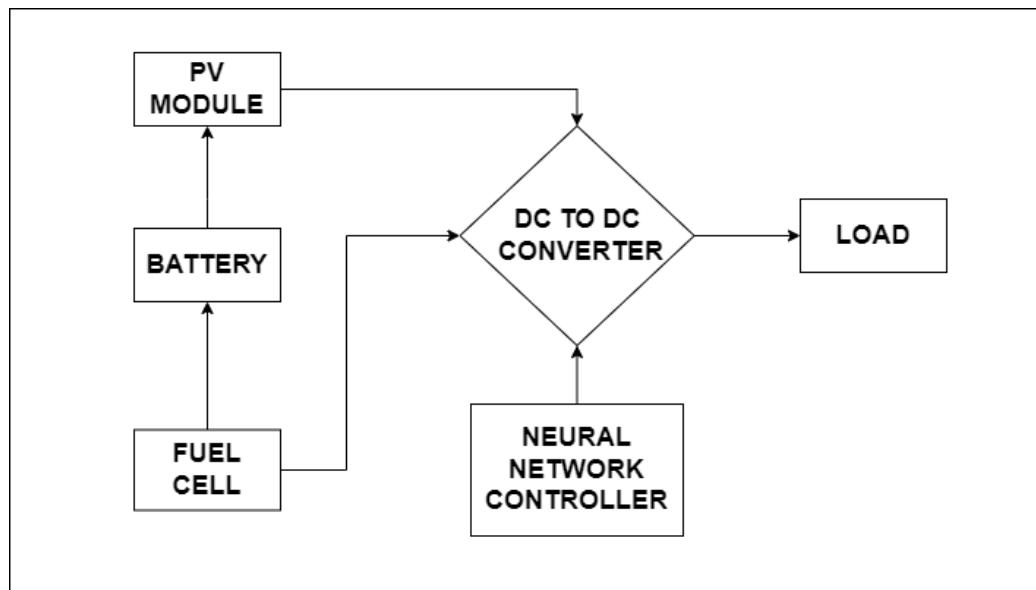 PV
MODULE
DC TO DC
CONVERTER
LOAD
BATTERY
FUEL
CELL
NEURAL
NETWORK
CONTROLLER